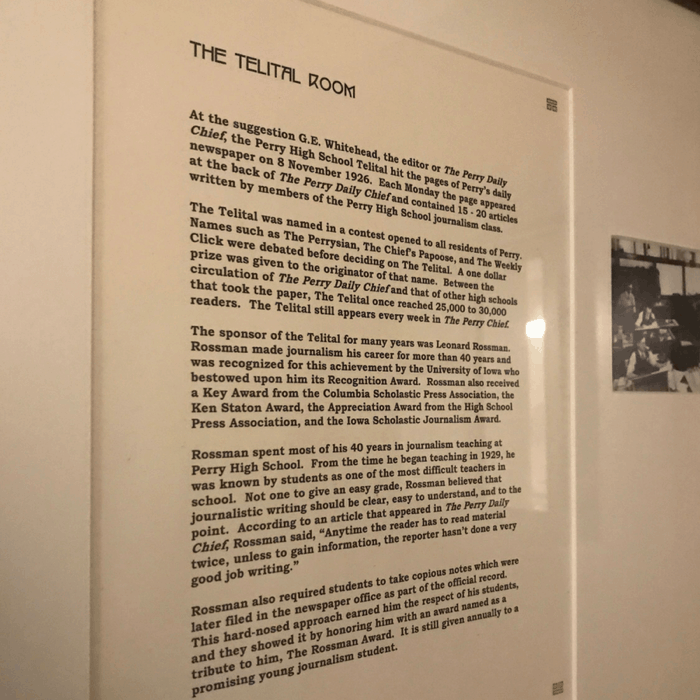 THE TELITAL ROOM
At the suggestion G.E. Whitehead, the editor or The Perry Daily
Chief, the Perry High School Telital hit the pages of Perry's daily
newspaper on 8 November 1926. Each Monday the page appeared
at the back of The Perry Daily Chief and contained 15 - 20 articles
written by members of the Perry High School journalism class.
The Telital was named in a contest opened to all residents of Perry.
Names such as The Perrysian, The Chief's Papoose, and The Weekly
Click were debated before deciding on The Telital. A one dollar
prize was given to the originator of that name. Between the
circulation of The Perry Daily Chief and that of other high schools
that took the paper, The Telital once reached 25,000 to 30,000
readers. The Telital still appears every week in The Perry Chief.
The sponsor of the Telital for many years was Leonard Rossman.
Rossman made journalism his career for more than 40 years and
was recognized for this achievement by the University of Iowa who
bestowed upon him its Recognition Award. Rossman also received
a Key Award from the Columbia Scholastic Press Association, the
Ken Staton Award, the Appreciation Award from the High School
Press Association, and the Iowa Scholastic Journalism Award.
Rossman spent most of his 40 years in journalism teaching at
Perry High School. From the time he began teaching in 1929, he
was known by students as one of the most difficult teachers in
school. Not one to give an easy grade, Rossman believed that
journalistic writing should be clear, easy to understand, and to the
point. According to an article that appeared in The Perry Daily
Chief, Rossman said, "Anytime the reader has to read material
twice, unless to gain information, the reporter hasn't done a very
good job writing."
Rossman also required students to take copious notes which were
later filed in the newspaper office as part of the official record.
This hard-nosed approach earned him the respect of his students,
and they showed it by honoring him with an award named as a
tribute to him, The Rossman Award. It is still given annually to a
promising young journalism student.